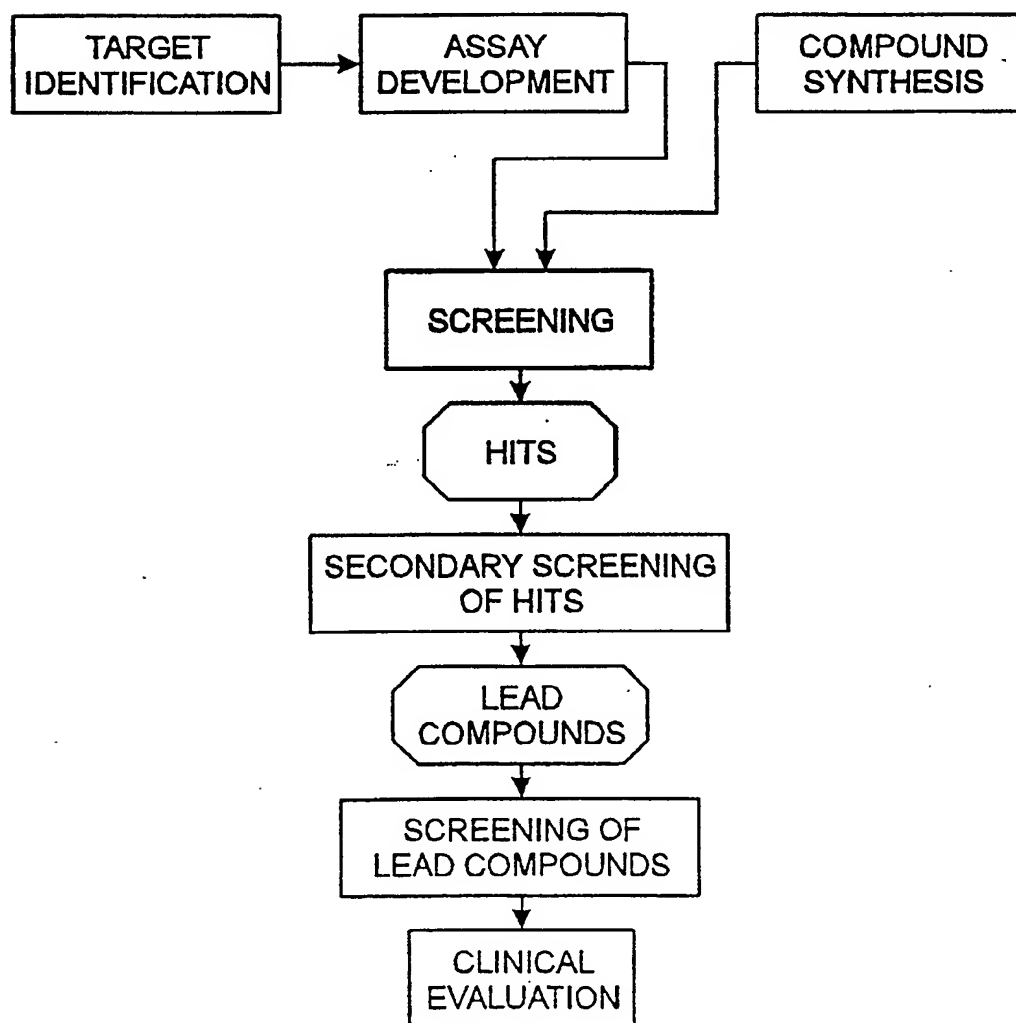 TARGET
IDENTIFICATION
ASSAY
DEVELOPMENT
COMPOUND
SYNTHESIS
SCREENING
HITS
SECONDARY SCREENING
OF HITS
LEAD
COMPOUNDS
SCREENING OF
LEAD COMPOUNDS
CLINICAL
EVALUATION